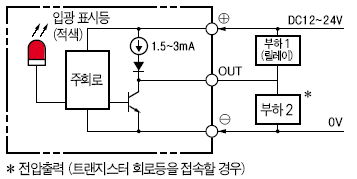 입광 표시등
(적색)
주회로
1.5~3mA
⊕
DC12~24V
부하 1
(릴레이)
OUT
부하 2
*
⊖
0V
* 전압출력 (트랜지스터 회로등을 접속할 경우)